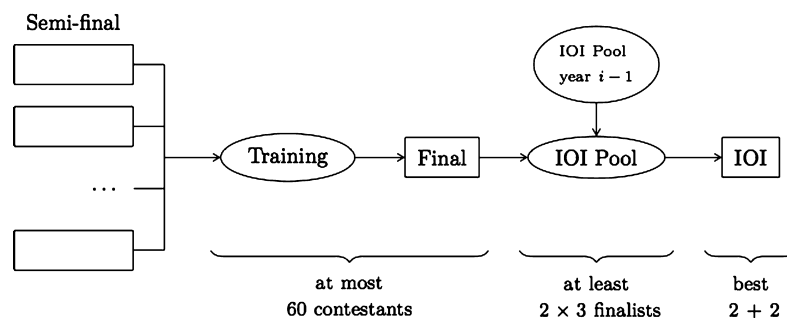 Semi-final
IOI Pool
year i − 1
Training
Final
IOI Pool
IOI
...
at most
60 contestants
at least
2 × 3 finalists
best
2 + 2